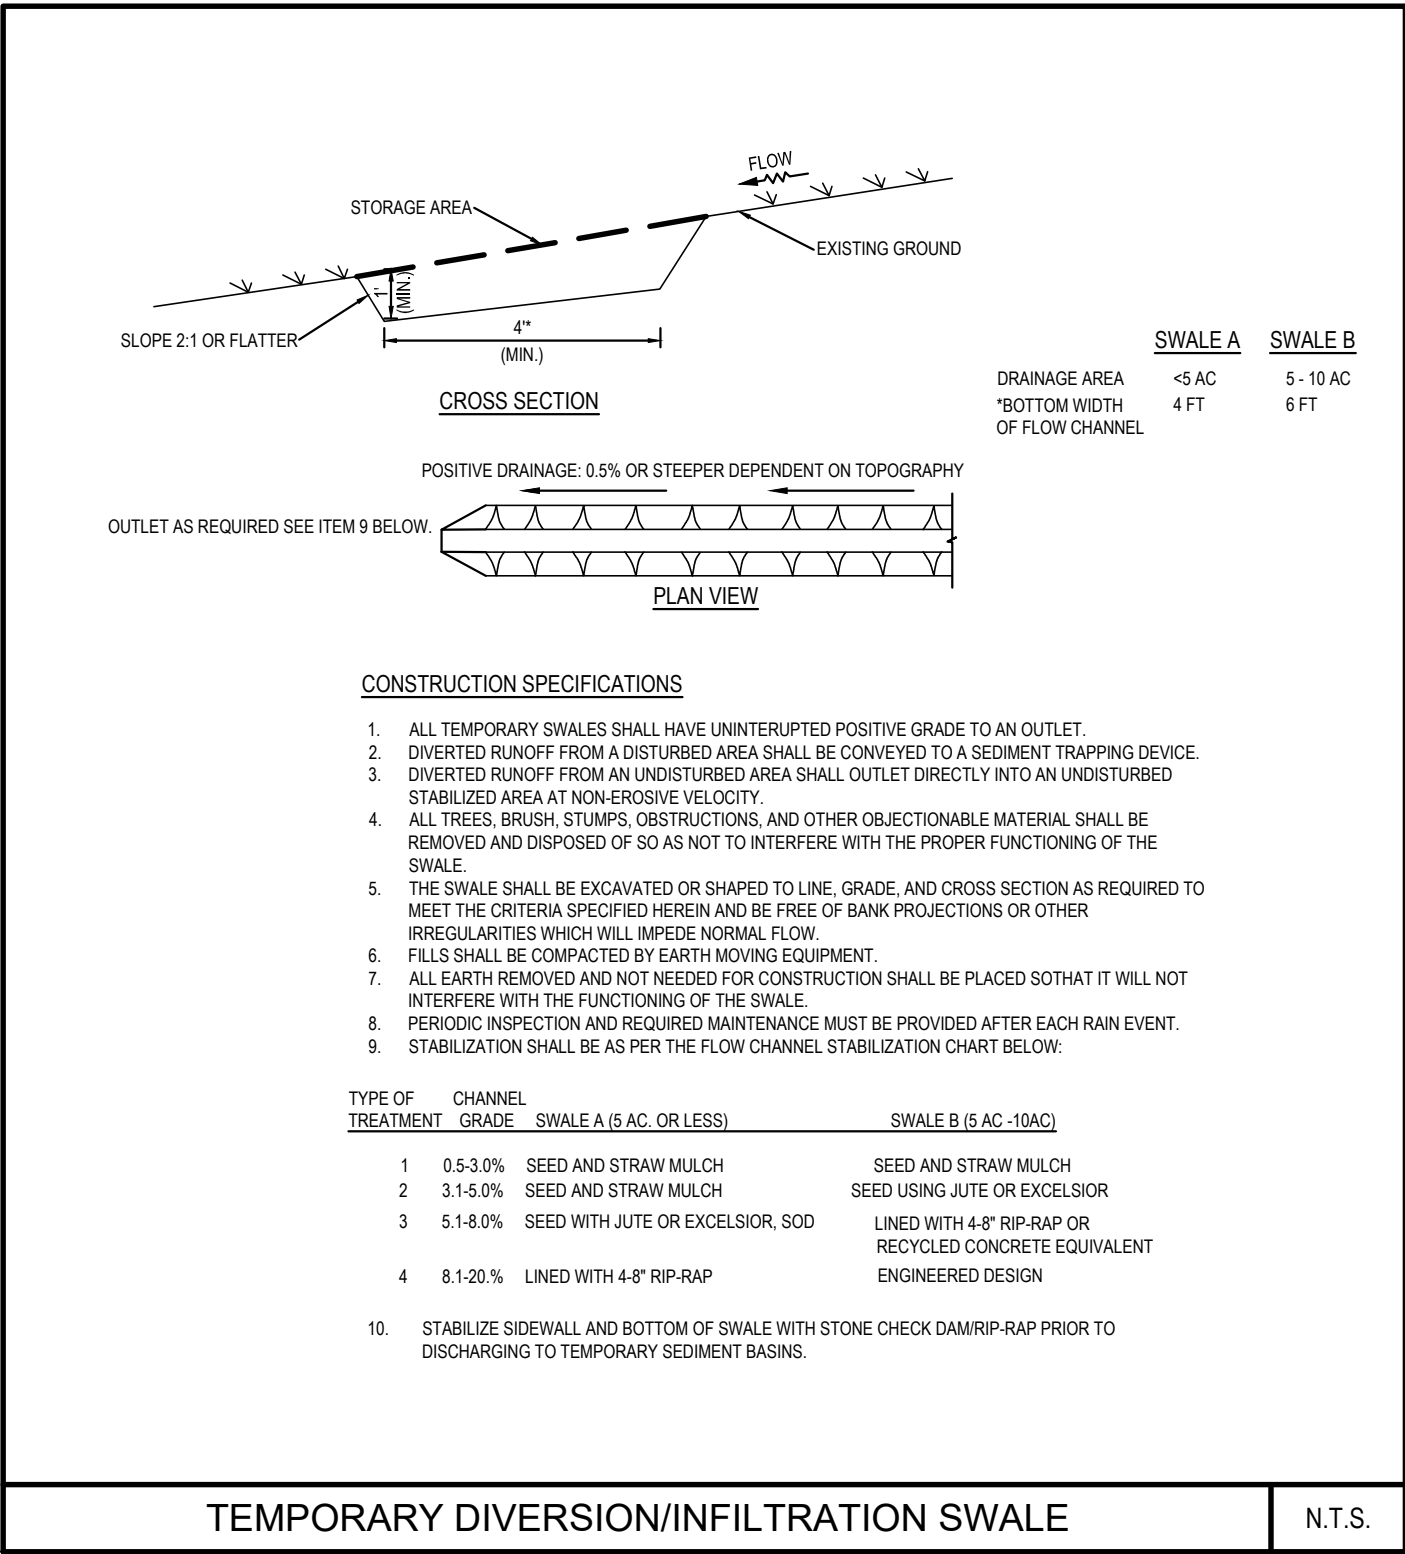 FLOW
STORAGE AREA
EXISTING GROUND
1'
(MIN.)
SLOPE 2:1 OR FLATTER
4'*
(MIN.)
CROSS SECTION
SWALE A SWALE B
DRAINAGE AREA <5 AC 5 - 10 AC
*BOTTOM WIDTH 4 FT 6 FT
OF FLOW CHANNEL
POSITIVE DRAINAGE: 0.5% OR STEEPER DEPENDENT ON TOPOGRAPHY
OUTLET AS REQUIRED SEE ITEM 9 BELOW.
PLAN VIEW
CONSTRUCTION SPECIFICATIONS
1. ALL TEMPORARY SWALES SHALL HAVE UNINTERUPTED POSITIVE GRADE TO AN OUTLET.
2. DIVERTED RUNOFF FROM A DISTURBED AREA SHALL BE CONVEYED TO A SEDIMENT TRAPPING DEVICE.
3. DIVERTED RUNOFF FROM AN UNDISTURBED AREA SHALL OUTLET DIRECTLY INTO AN UNDISTURBED
STABILIZED AREA AT NON-EROSIVE VELOCITY.
4. ALL TREES, BRUSH, STUMPS, OBSTRUCTIONS, AND OTHER OBJECTIONABLE MATERIAL SHALL BE
REMOVED AND DISPOSED OF SO AS NOT TO INTERFERE WITH THE PROPER FUNCTIONING OF THE
SWALE.
5. THE SWALE SHALL BE EXCAVATED OR SHAPED TO LINE, GRADE, AND CROSS SECTION AS REQUIRED TO
MEET THE CRITERIA SPECIFIED HEREIN AND BE FREE OF BANK PROJECTIONS OR OTHER
IRREGULARITIES WHICH WILL IMPEDE NORMAL FLOW.
6. FILLS SHALL BE COMPACTED BY EARTH MOVING EQUIPMENT.
7. ALL EARTH REMOVED AND NOT NEEDED FOR CONSTRUCTION SHALL BE PLACED SOTHAT IT WILL NOT
INTERFERE WITH THE FUNCTIONING OF THE SWALE.
8. PERIODIC INSPECTION AND REQUIRED MAINTENANCE MUST BE PROVIDED AFTER EACH RAIN EVENT.
9. STABILIZATION SHALL BE AS PER THE FLOW CHANNEL STABILIZATION CHART BELOW:
TYPE OF CHANNEL
TREATMENT GRADE SWALE A (5 AC. OR LESS) SWALE B (5 AC -10AC)
1 0.5-3.0% SEED AND STRAW MULCH SEED AND STRAW MULCH
2 3.1-5.0% SEED AND STRAW MULCH SEED USING JUTE OR EXCELSIOR
3 5.1-8.0% SEED WITH JUTE OR EXCELSIOR, SOD LINED WITH 4-8" RIP-RAP OR
RECYCLED CONCRETE EQUIVALENT
4 8.1-20.% LINED WITH 4-8" RIP-RAP ENGINEERED DESIGN
10. STABILIZE SIDEWALL AND BOTTOM OF SWALE WITH STONE CHECK DAM/RIP-RAP PRIOR TO
DISCHARGING TO TEMPORARY SEDIMENT BASINS.
TEMPORARY DIVERSION/INFILTRATION SWALE N.T.S.